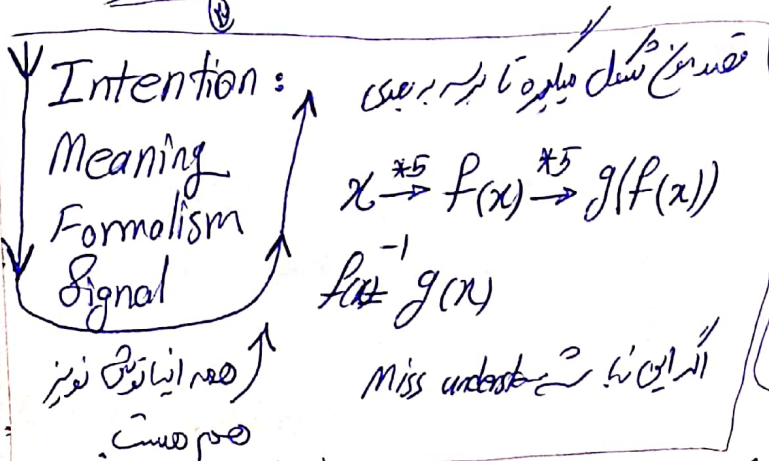 Intention : قصدمون شکل میگیره تا برسه به بعدی
Meaning
x →*5 f(x) →*5 g(f(x))
Formalism
Signal
f(x)⁻¹= g(x)
همه اینا توش نویز
هم هست.
اگر این نباشه Miss underst